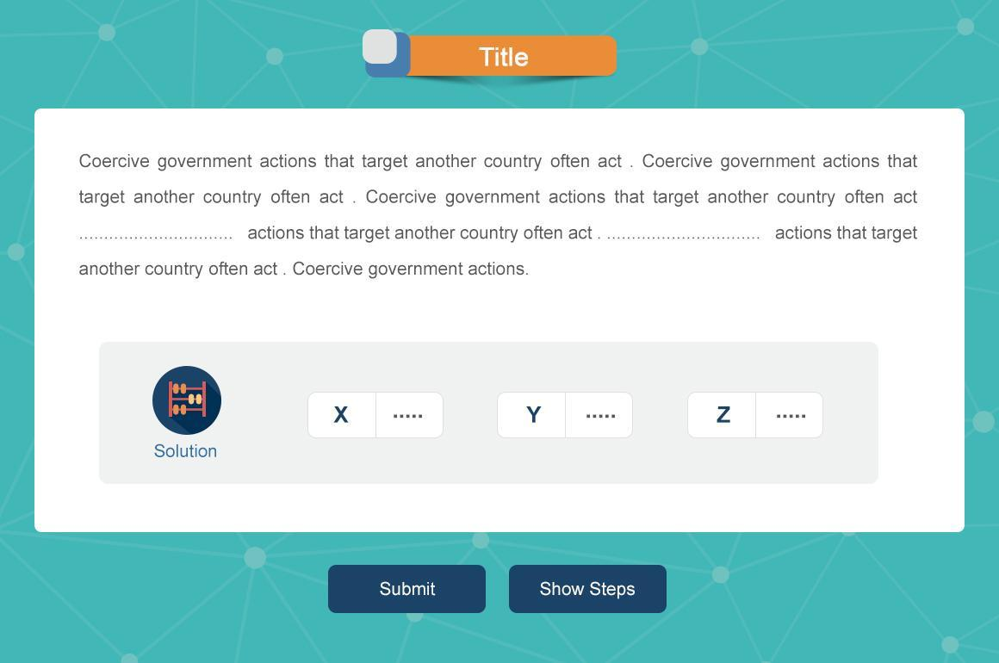 Title
Coercive government actions that target another country often act . Coercive government actions that
target another country often act . Coercive government actions that target another country often act
............................... actions that target another country often act . ............................... actions that target
another country often act . Coercive government actions.
X ..... Y ..... Z .....
Solution
Submit Show Steps